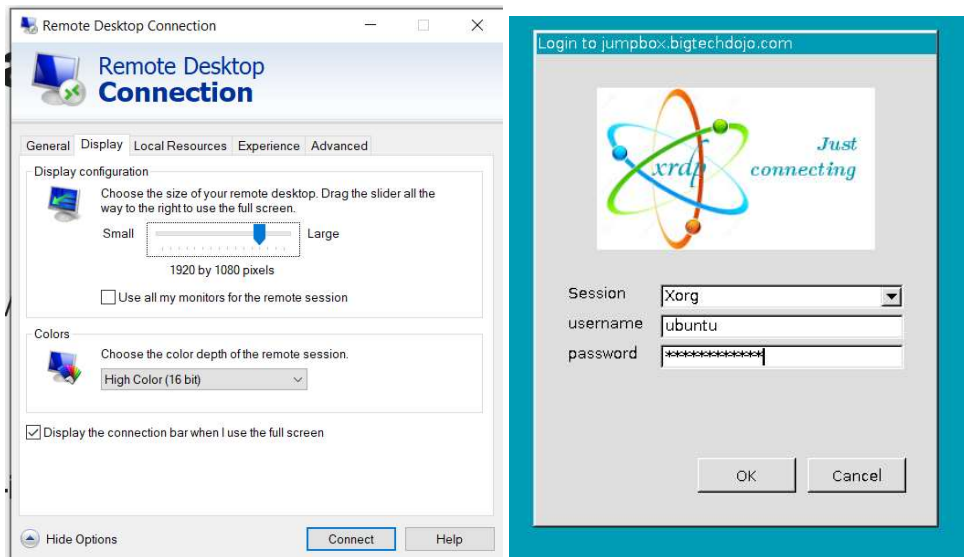 Remote Desktop Connection
Remote Desktop
Connection
General Display Local Resources Experience Advanced
Display configuration
Choose the size of your remote desktop. Drag the slider all the
way to the right to use the full screen.
Small Large
1920 by 1080 pixels
Use all my monitors for the remote session
Colors
Choose the color depth of the remote session.
High Color (16 bit)
Display the connection bar when I use the full screen
Hide Options Connect Help
Login to jumpbox.bigtechdojo.com
xrdp
Just
connecting
Session Xorg
username ubuntu
password *************
OK Cancel